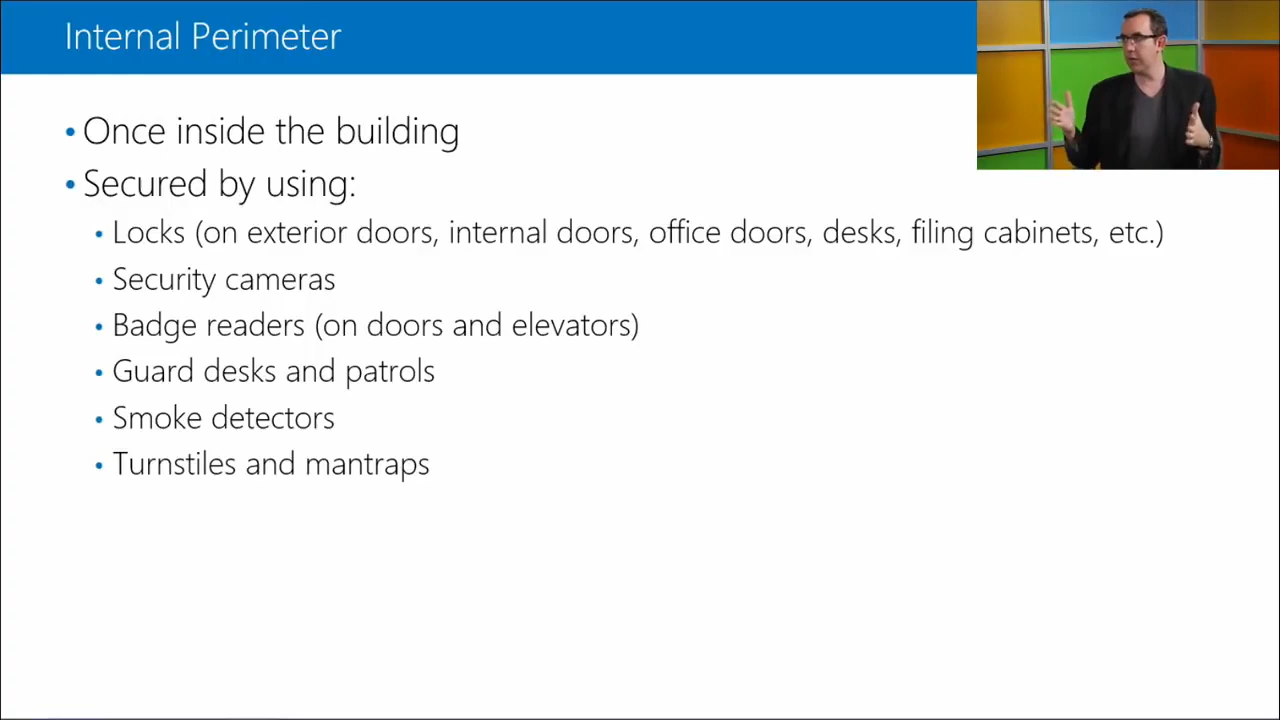 Internal Perimeter
• Once inside the building
• Secured by using:
• Locks (on exterior doors, internal doors, office doors, desks, filing cabinets, etc.)
• Security cameras
• Badge readers (on doors and elevators)
• Guard desks and patrols
• Smoke detectors
• Turnstiles and mantraps